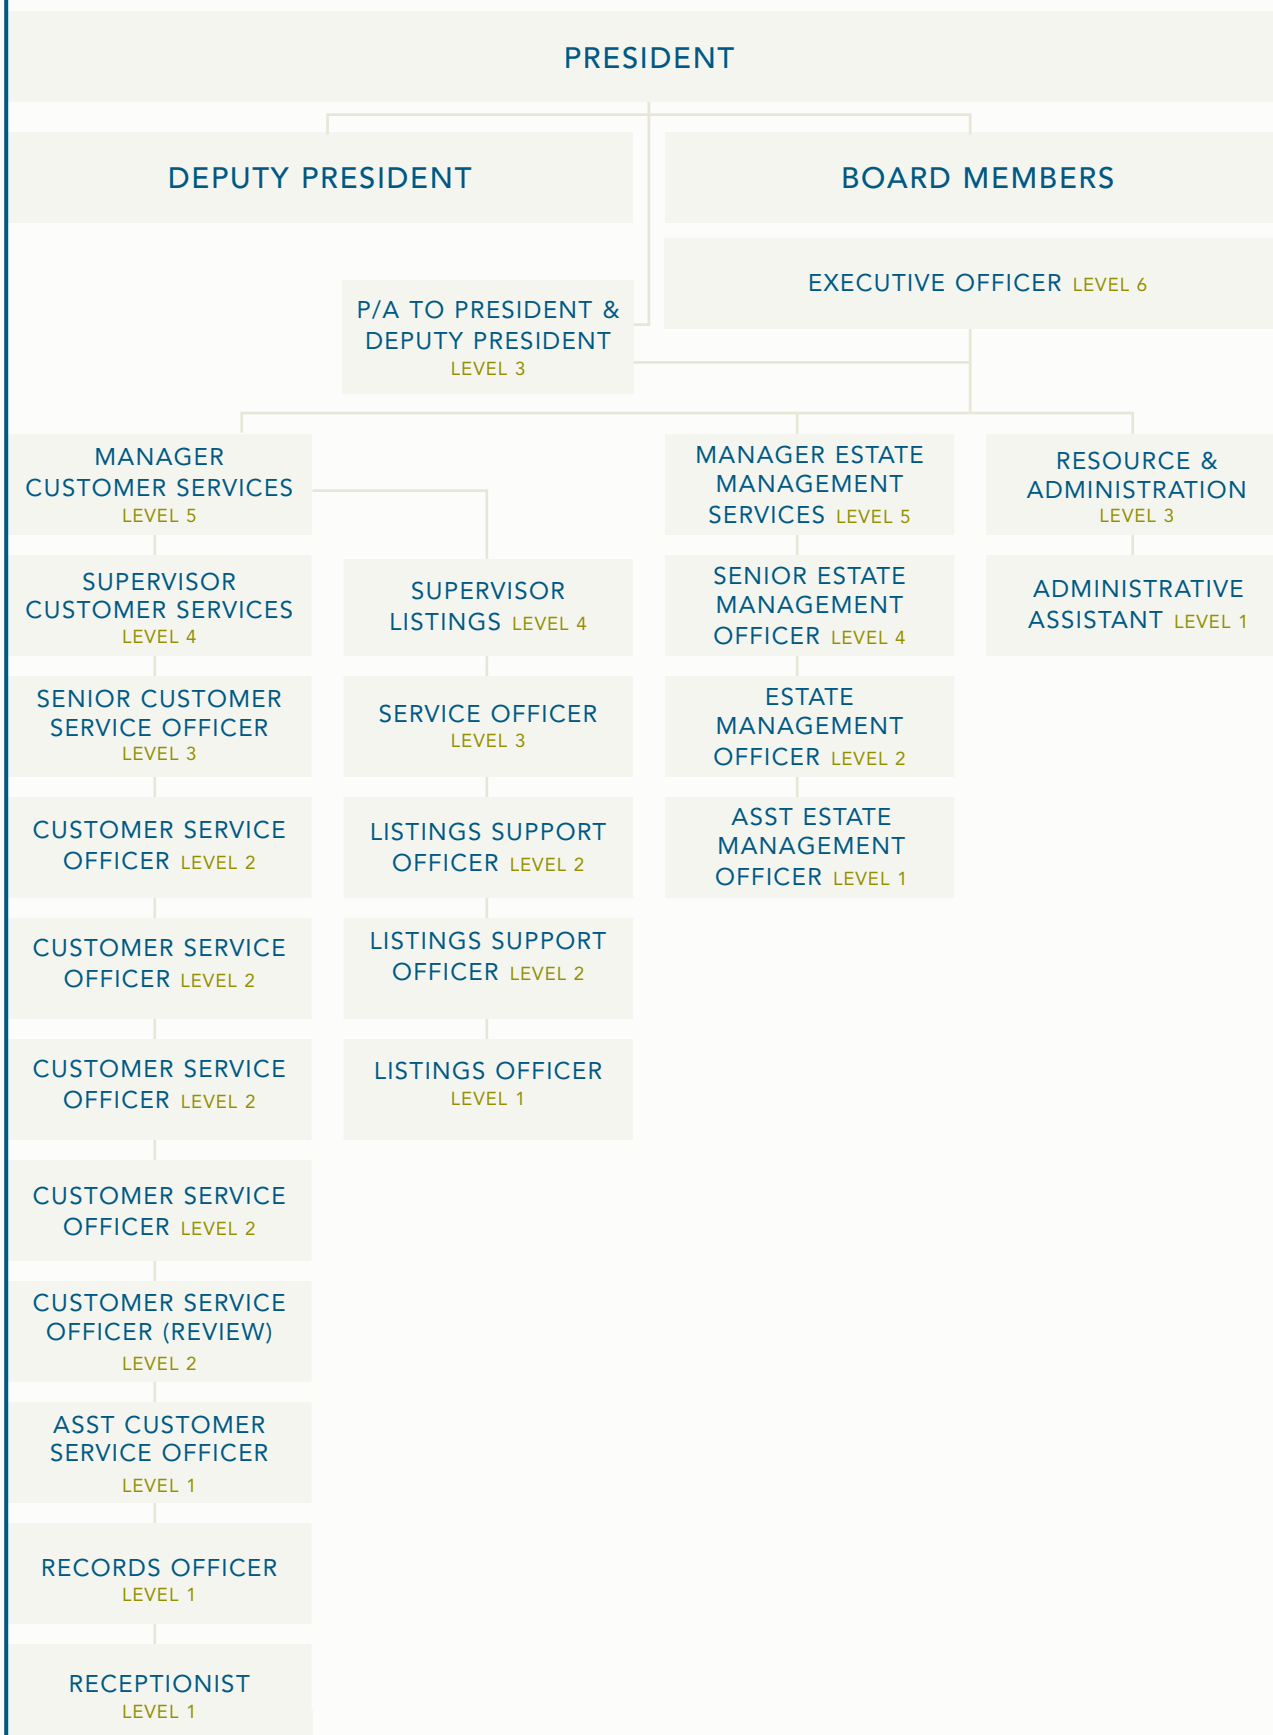 PRESIDENT
DEPUTY PRESIDENT
BOARD MEMBERS
EXECUTIVE OFFICER LEVEL 6
P/A TO PRESIDENT &
DEPUTY PRESIDENT
LEVEL 3
MANAGER
CUSTOMER SERVICES
LEVEL 5
MANAGER ESTATE
MANAGEMENT
SERVICES LEVEL 5
RESOURCE &
ADMINISTRATION
LEVEL 3
SUPERVISOR
CUSTOMER SERVICES
LEVEL 4
SUPERVISOR
LISTINGS LEVEL 4
SENIOR ESTATE
MANAGEMENT
OFFICER LEVEL 4
ADMINISTRATIVE
ASSISTANT LEVEL 1
SENIOR CUSTOMER
SERVICE OFFICER
LEVEL 3
SERVICE OFFICER
LEVEL 3
ESTATE
MANAGEMENT
OFFICER LEVEL 2
CUSTOMER SERVICE
OFFICER LEVEL 2
LISTINGS SUPPORT
OFFICER LEVEL 2
ASST ESTATE
MANAGEMENT
OFFICER LEVEL 1
CUSTOMER SERVICE
OFFICER LEVEL 2
LISTINGS SUPPORT
OFFICER LEVEL 2
CUSTOMER SERVICE
OFFICER LEVEL 2
LISTINGS OFFICER
LEVEL 1
CUSTOMER SERVICE
OFFICER LEVEL 2
CUSTOMER SERVICE
OFFICER (REVIEW)
LEVEL 2
ASST CUSTOMER
SERVICE OFFICER
LEVEL 1
RECORDS OFFICER
LEVEL 1
RECEPTIONIST
LEVEL 1